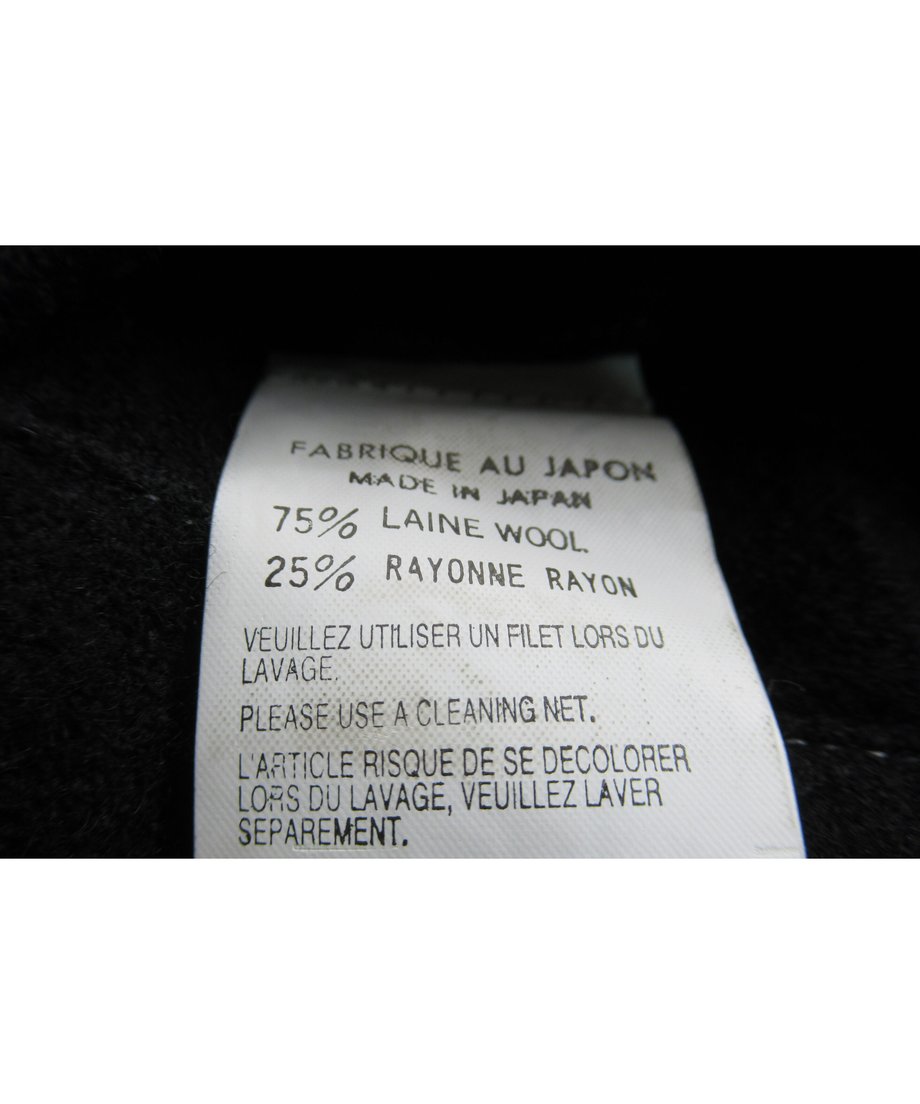 FABRIQUE AU JAPON
MADE IN JAPAN
75% LAINE WOOL
25% RAYONNE RAYON
VEUILLEZ UTILISER UN FILET LORS DU
LAVAGE.
PLEASE USE A CLEANING NET.
L'ARTICLE RISQUE DE SE DECOLORER
LORS DU LAVAGE, VEUILLEZ LAVER
SEPAREMENT.